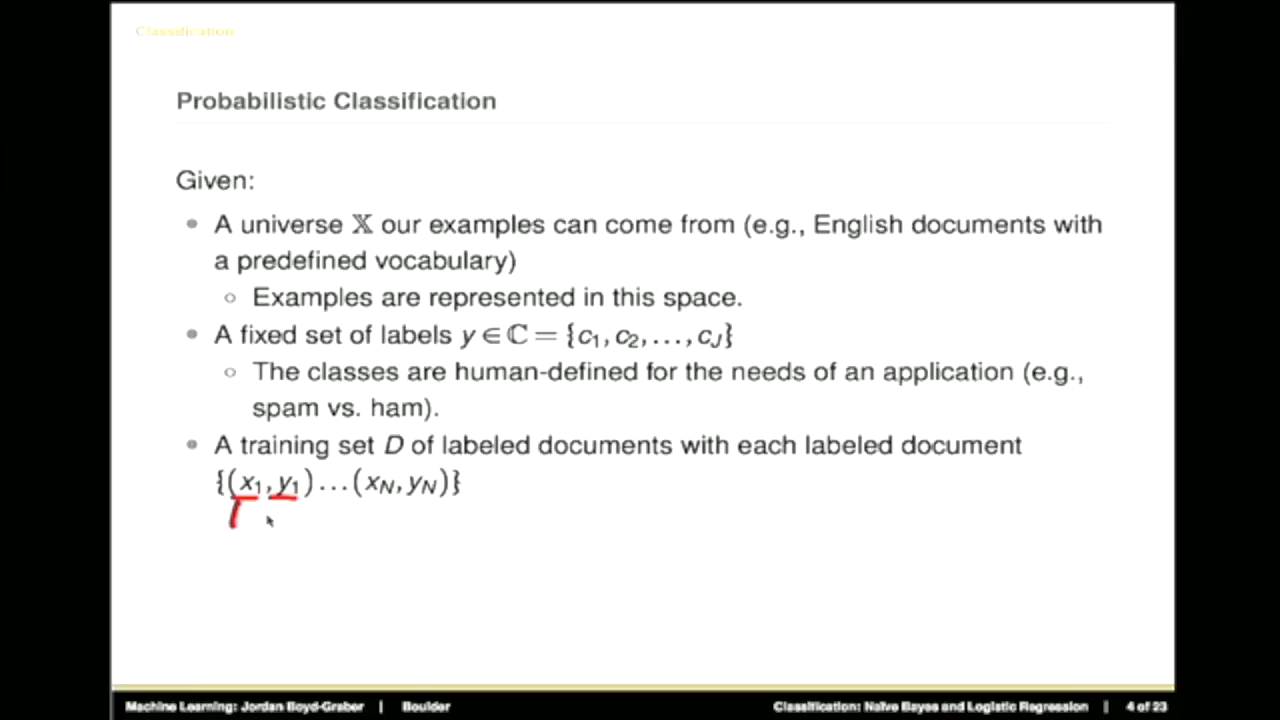 Classification
Probabilistic Classification
Given:
• A universe 𝕏 our examples can come from (e.g., English documents with
a predefined vocabulary)
◦ Examples are represented in this space.
• A fixed set of labels y ∈ ℂ = {c₁, c₂, ..., c_J}
◦ The classes are human-defined for the needs of an application (e.g.,
spam vs. ham).
• A training set D of labeled documents with each labeled document
{(x₁, y₁)...(x_N, y_N)}
Machine Learning: Jordan Boyd-Graber | Boulder Classification: Naïve Bayes and Logistic Regression | 4 of 23